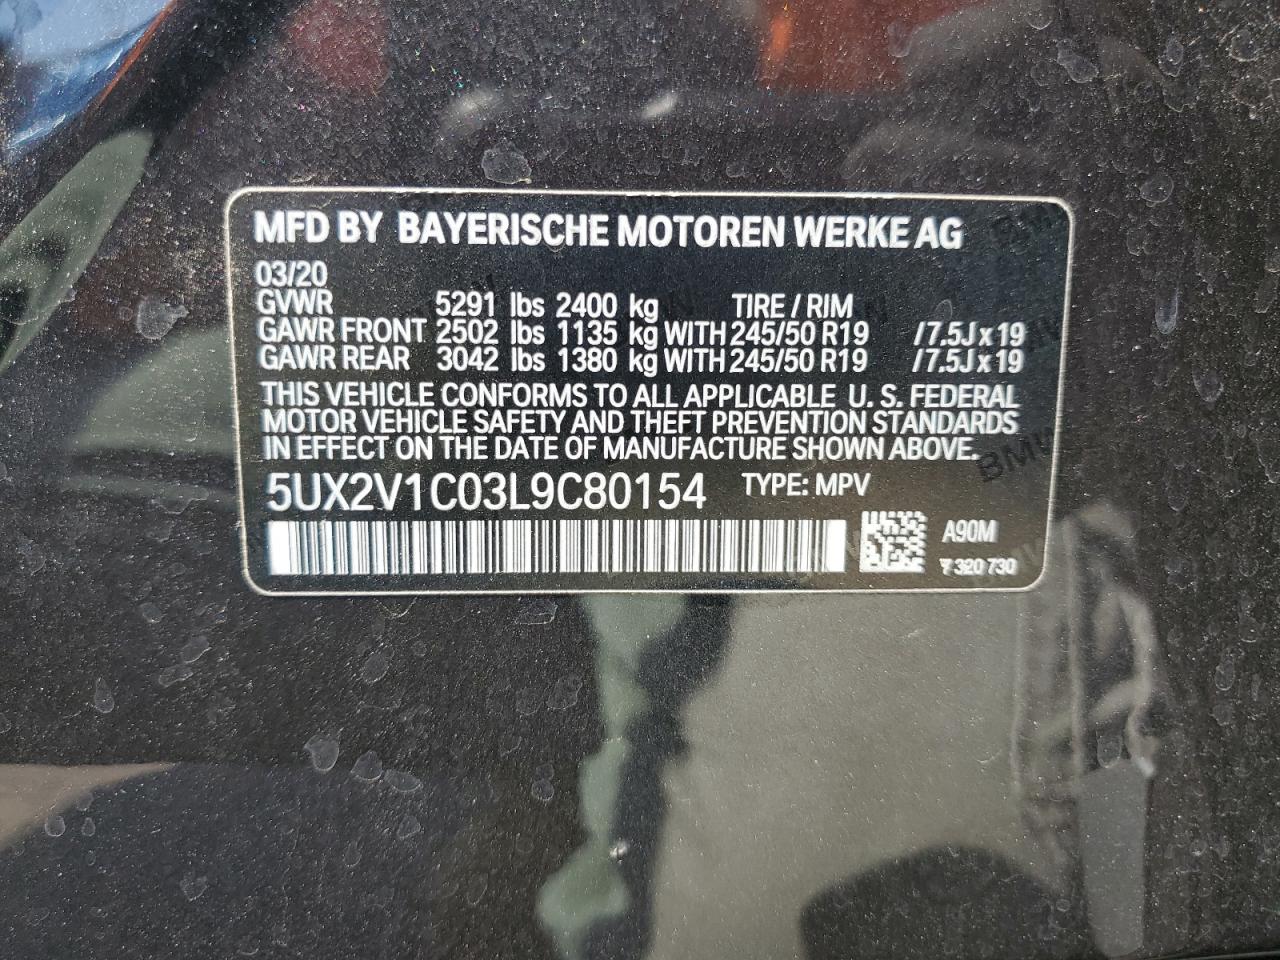 MFD BY BAYERISCHE MOTOREN WERKE AG
03/20
GVWR 5291 lbs 2400 kg TIRE / RIM
GAWR FRONT 2502 lbs 1135 kg WITH 245/50 R19 /7.5J x 19
GAWR REAR 3042 lbs 1380 kg WITH 245/50 R19 /7.5J x 19
THIS VEHICLE CONFORMS TO ALL APPLICABLE U. S. FEDERAL
MOTOR VEHICLE SAFETY AND THEFT PREVENTION STANDARDS
IN EFFECT ON THE DATE OF MANUFACTURE SHOWN ABOVE.
5UX2V1C03L9C80154 TYPE: MPV
A90M
7 320 730